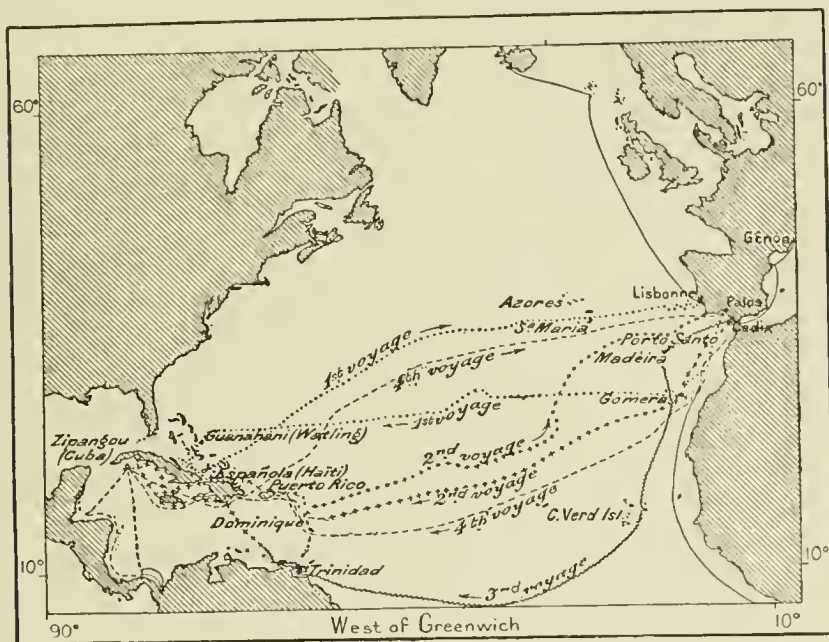 60°
60°
Genoa
Lisbonne
Palos
Cadix
Azores
Sᵃ Maria
Porto Santo
Madeira
1st voyage
4th voyage
Gomera
1st voyage
Guanahani (Watling)
Zipangou
(Cuba)
Española (Haïti)
Puerto Rico
2nd voyage
2nd voyage
4th voyage
Dominique
C. Verd Isl.
10°
10°
Trinidad
3rd voyage
90°
West of Greenwich
10°